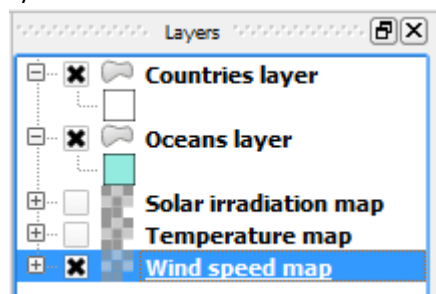 Layers
Countries layer
Oceans layer
Solar irradiation map
Temperature map
Wind speed map